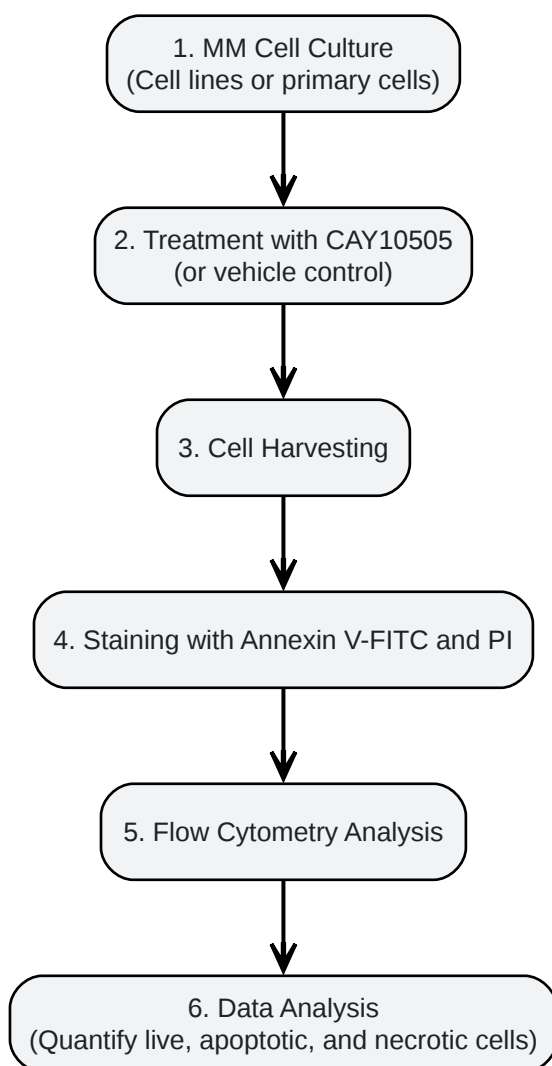 1. MM Cell Culture
(Cell lines or primary cells)
2. Treatment with CAY10505
(or vehicle control)
3. Cell Harvesting
4. Staining with Annexin V-FITC and PI
5. Flow Cytometry Analysis
6. Data Analysis
(Quantify live, apoptotic, and necrotic cells)